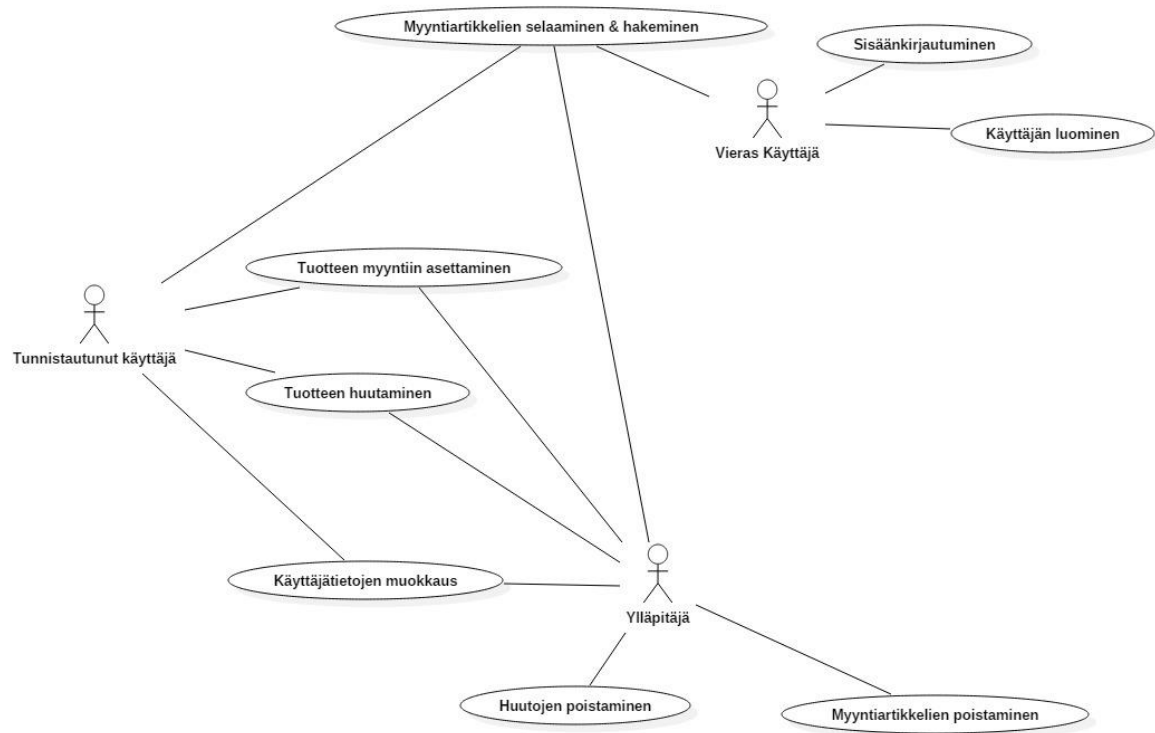 Myyntiartikkelien selaaminen & hakeminen
Sisäänkirjautuminen
Käyttäjän luominen
Vieras Käyttäjä
Tuotteen myyntiin asettaminen
Tunnistautunut käyttäjä
Tuotteen huutaminen
Käyttäjätietojen muokkaus
Ylläpitäjä
Huutojen poistaminen
Myyntiartikkelien poistaminen